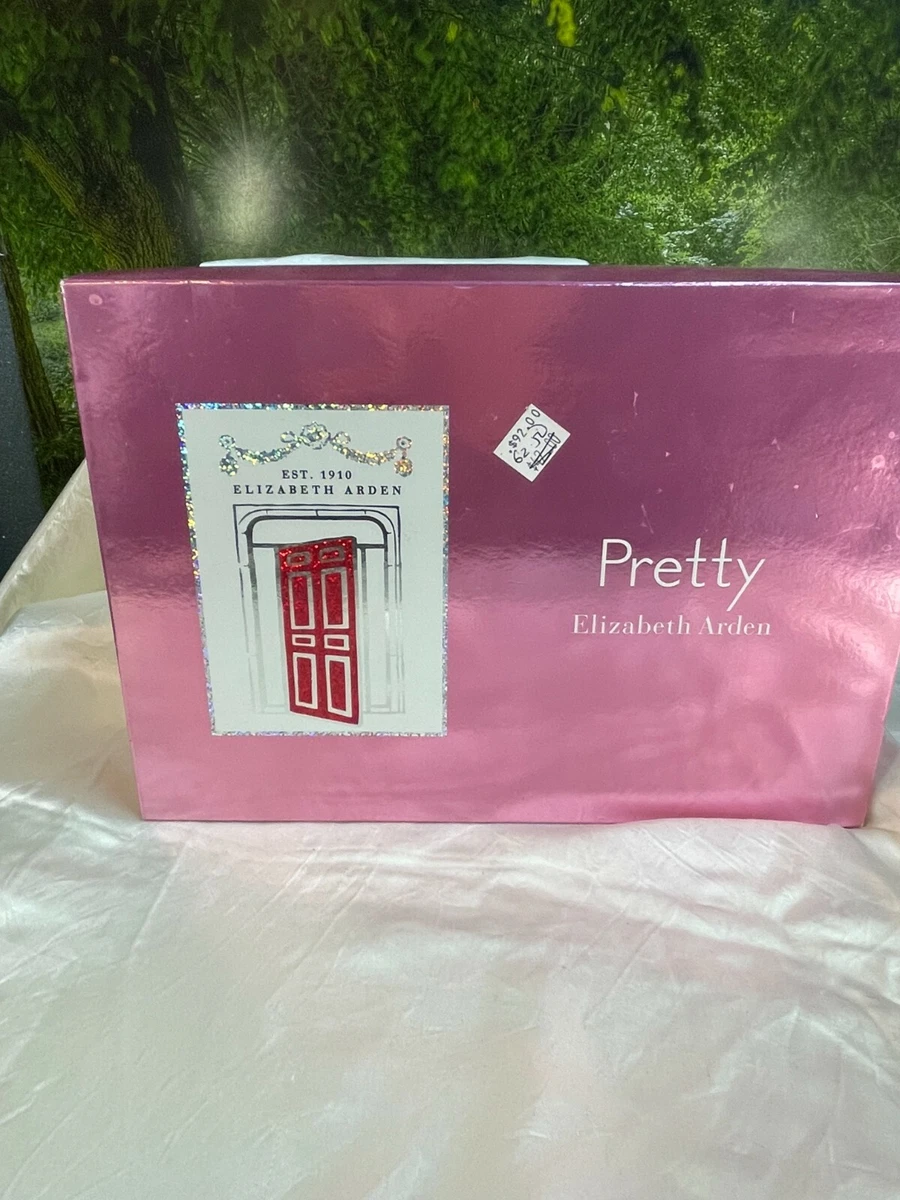 EST. 1910
ELIZABETH ARDEN
$92.00
Pretty
Elizabeth Arden